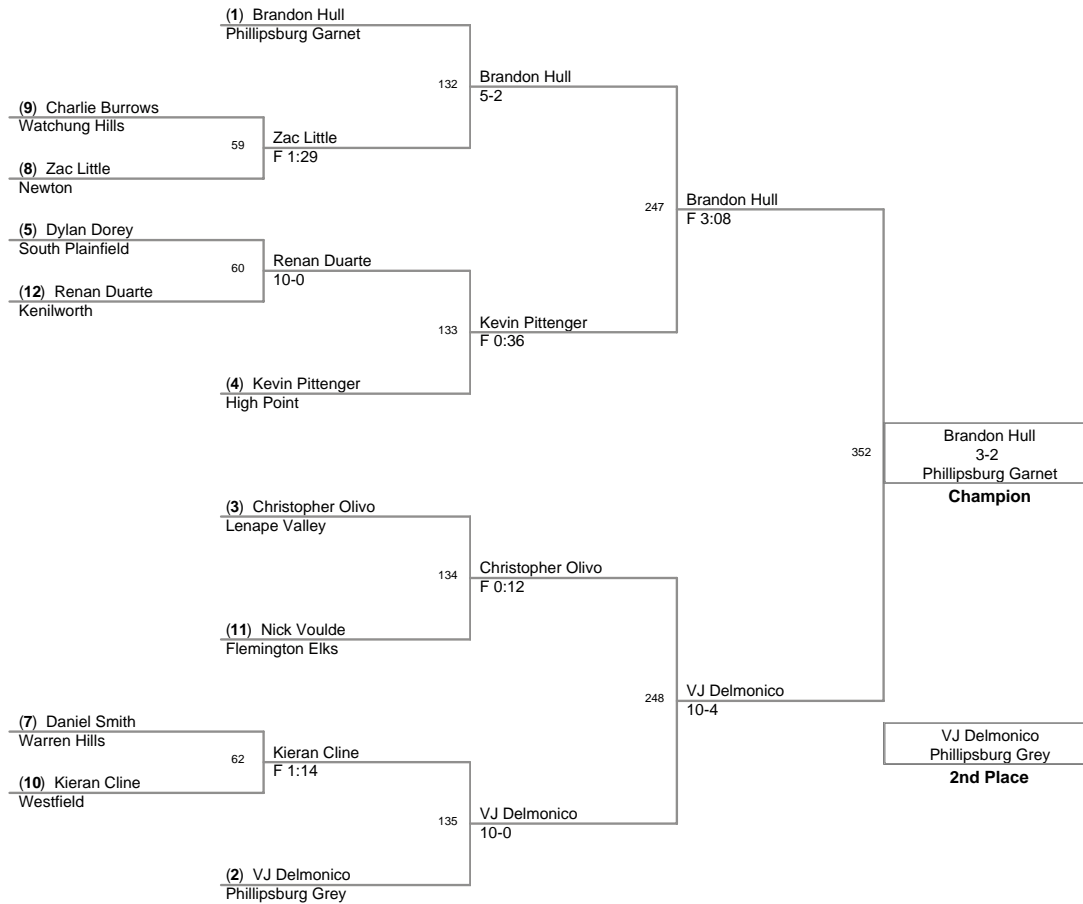 (1) Brandon Hull
Phillipsburg Garnet
132
Brandon Hull
5-2
(9) Charlie Burrows
Watchung Hills
59
Zac Little
F 1:29
(8) Zac Little
Newton
247
Brandon Hull
F 3:08
(5) Dylan Dorey
South Plainfield
60
Renan Duarte
10-0
(12) Renan Duarte
Kenilworth
133
Kevin Pittenger
F 0:36
(4) Kevin Pittenger
High Point
352
Brandon Hull
3-2
Phillipsburg Garnet
Champion
(3) Christopher Olivo
Lenape Valley
134
Christopher Olivo
F 0:12
(11) Nick Voulde
Flemington Elks
248
VJ Delmonico
10-4
(7) Daniel Smith
Warren Hills
62
Kieran Cline
F 1:14
(10) Kieran Cline
Westfield
135
VJ Delmonico
10-0
(2) VJ Delmonico
Phillipsburg Grey
VJ Delmonico
Phillipsburg Grey
2nd Place